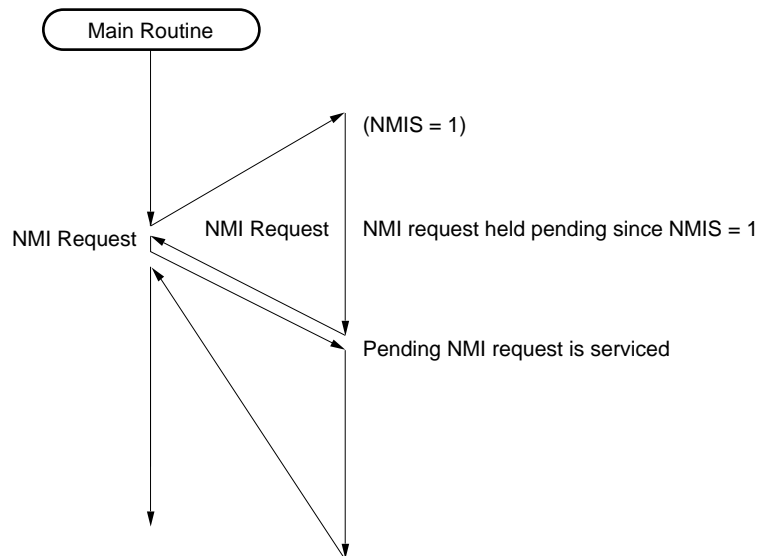 Main Routine
(NMIS = 1)
NMI Request
NMI Request
NMI request held pending since NMIS = 1
Pending NMI request is serviced